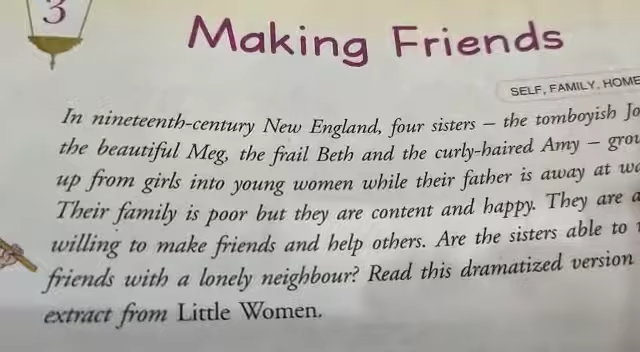 3
Making Friends
SELF, FAMILY, HOME
In nineteenth-century New England, four sisters – the tomboyish Jo
the beautiful Meg, the frail Beth and the curly-haired Amy –
up from girls into young women while their father is away at
Their family is poor but they are content and happy. They are
willing to make friends and help others. Are the sisters able to
friends with a lonely neighbour? Read this dramatized version
extract from Little Women.